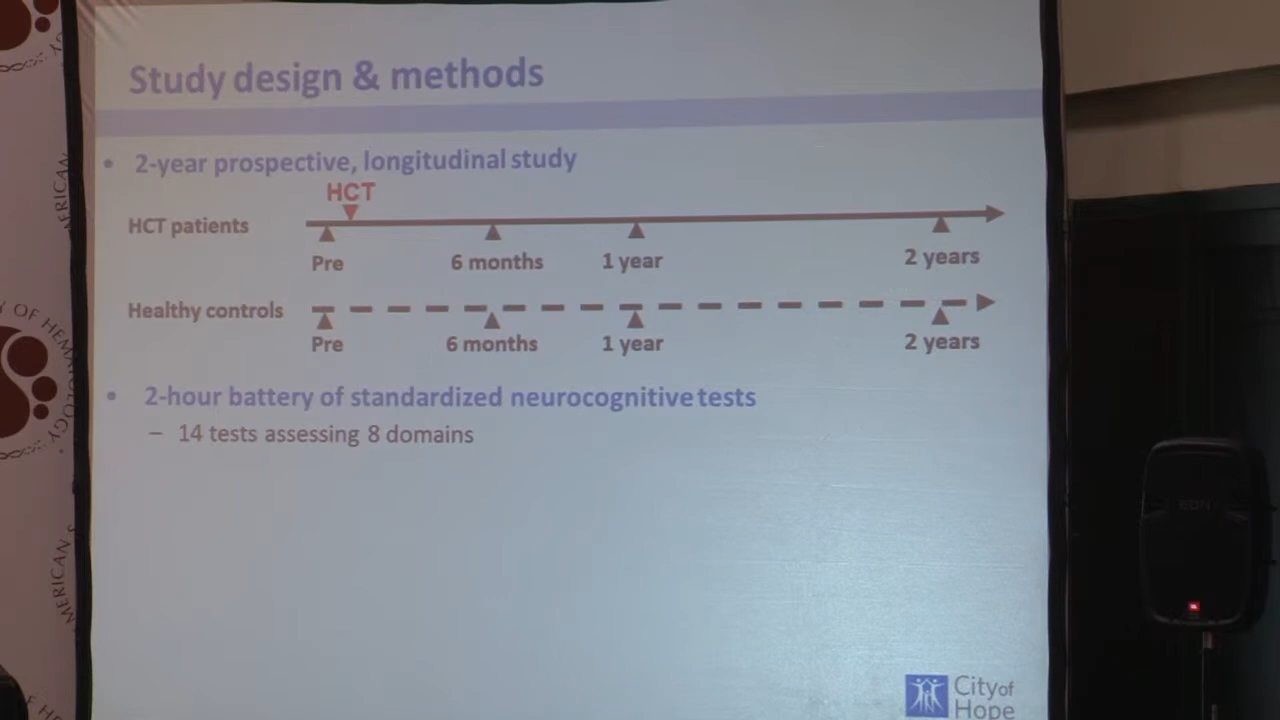 Study design & methods
• 2-year prospective, longitudinal study
HCT
HCT patients
Pre 6 months 1 year 2 years
Healthy controls
Pre 6 months 1 year 2 years
• 2-hour battery of standardized neurocognitive tests
– 14 tests assessing 8 domains
City of
Hope
OF HEMATOLOGY